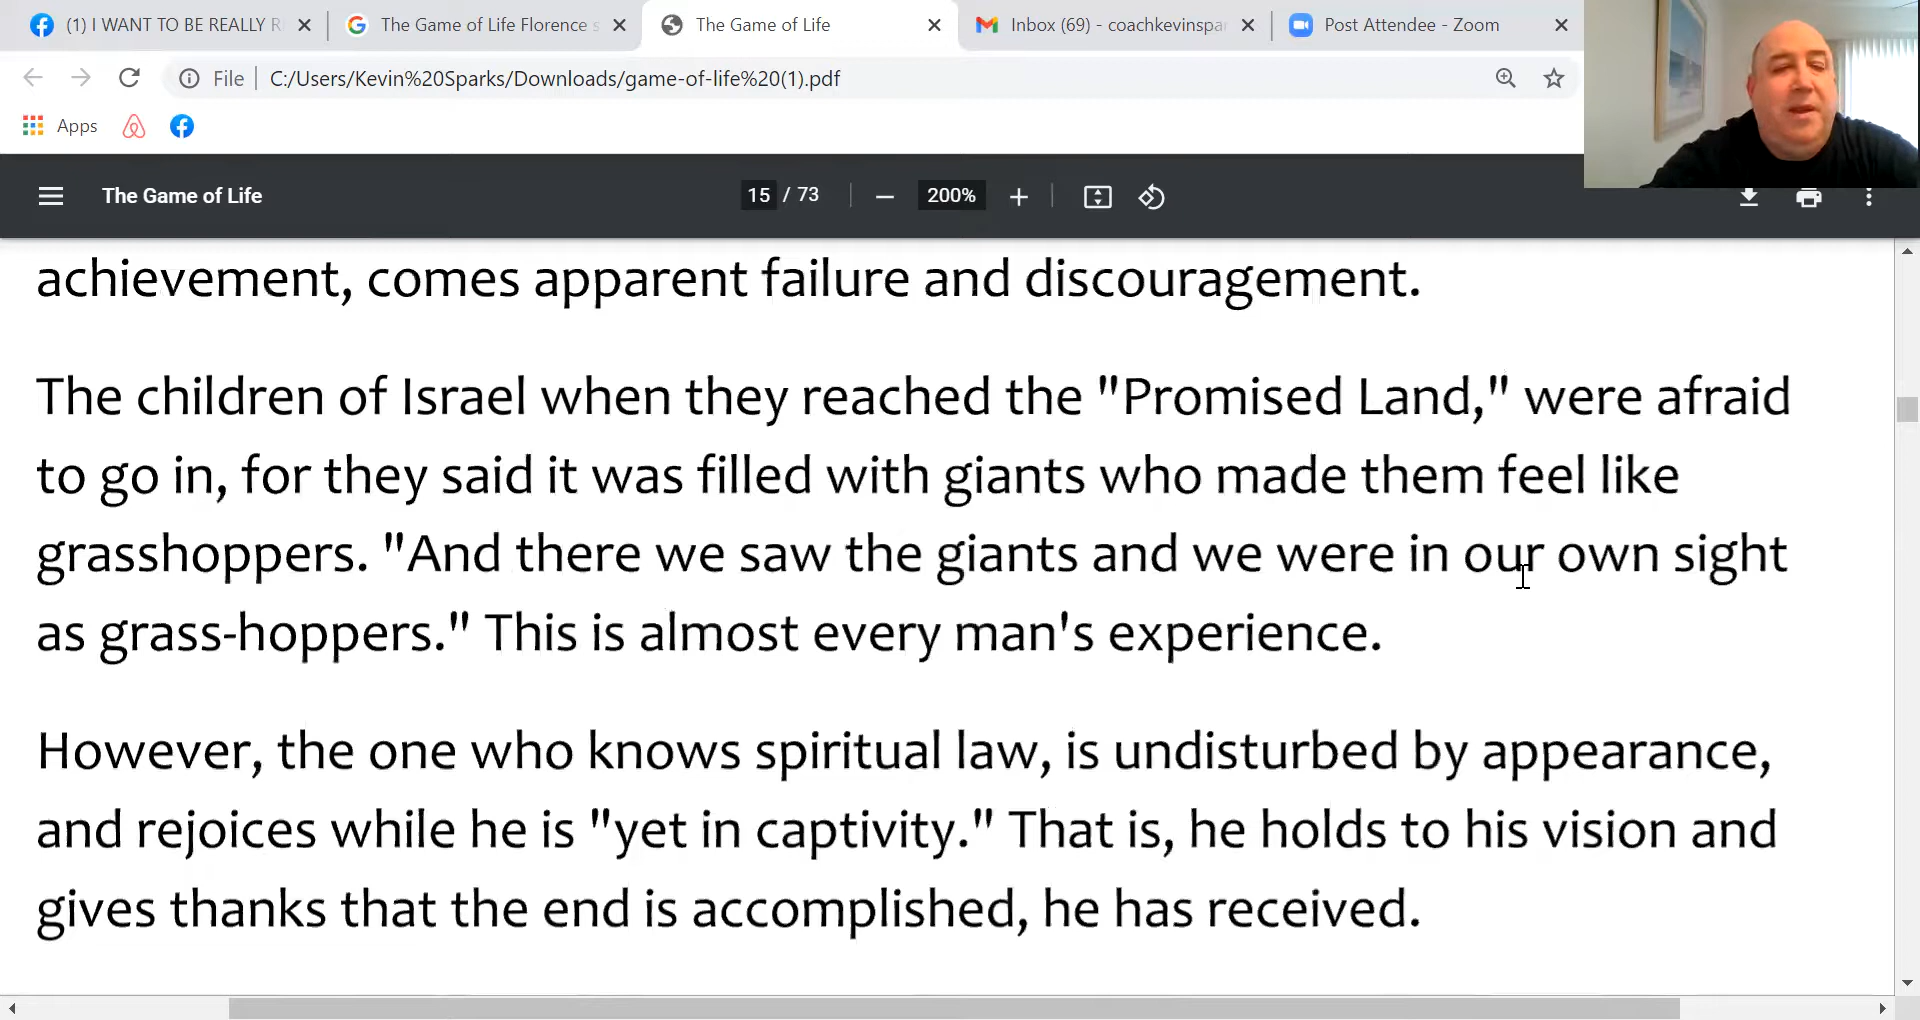 (1) I WANT TO BE REALLY R
The Game of Life Florence s
The Game of Life
Inbox (69) - coachkevinspar
Post Attendee - Zoom
File
C:/Users/Kevin%20Sparks/Downloads/game-of-life%20(1).pdf
Apps
The Game of Life
15 / 73
200%
achievement, comes apparent failure and discouragement.
The children of Israel when they reached the "Promised Land," were afraid
to go in, for they said it was filled with giants who made them feel like
grasshoppers. "And there we saw the giants and we were in our own sight
as grass-hoppers." This is almost every man's experience.
However, the one who knows spiritual law, is undisturbed by appearance,
and rejoices while he is "yet in captivity." That is, he holds to his vision and
gives thanks that the end is accomplished, he has received.